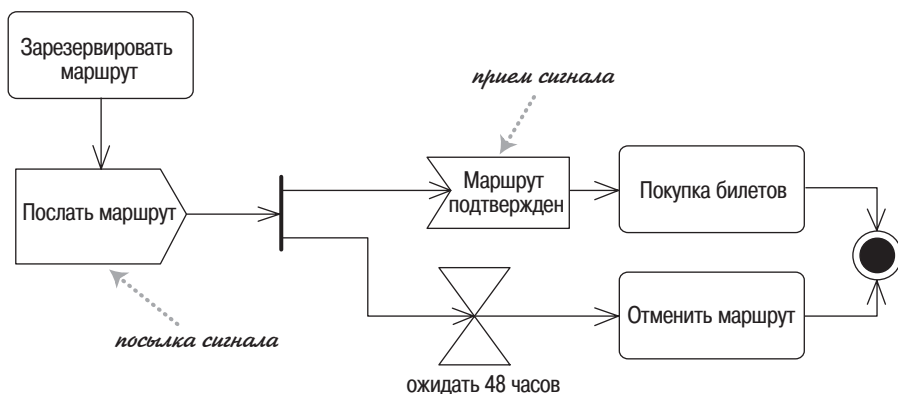 Зарезервировать
маршрут
прием сигнала
Послать маршрут
Маршрут
подтвержден
Покупка билетов
Отменить маршрут
посылка сигнала
ожидать 48 часов